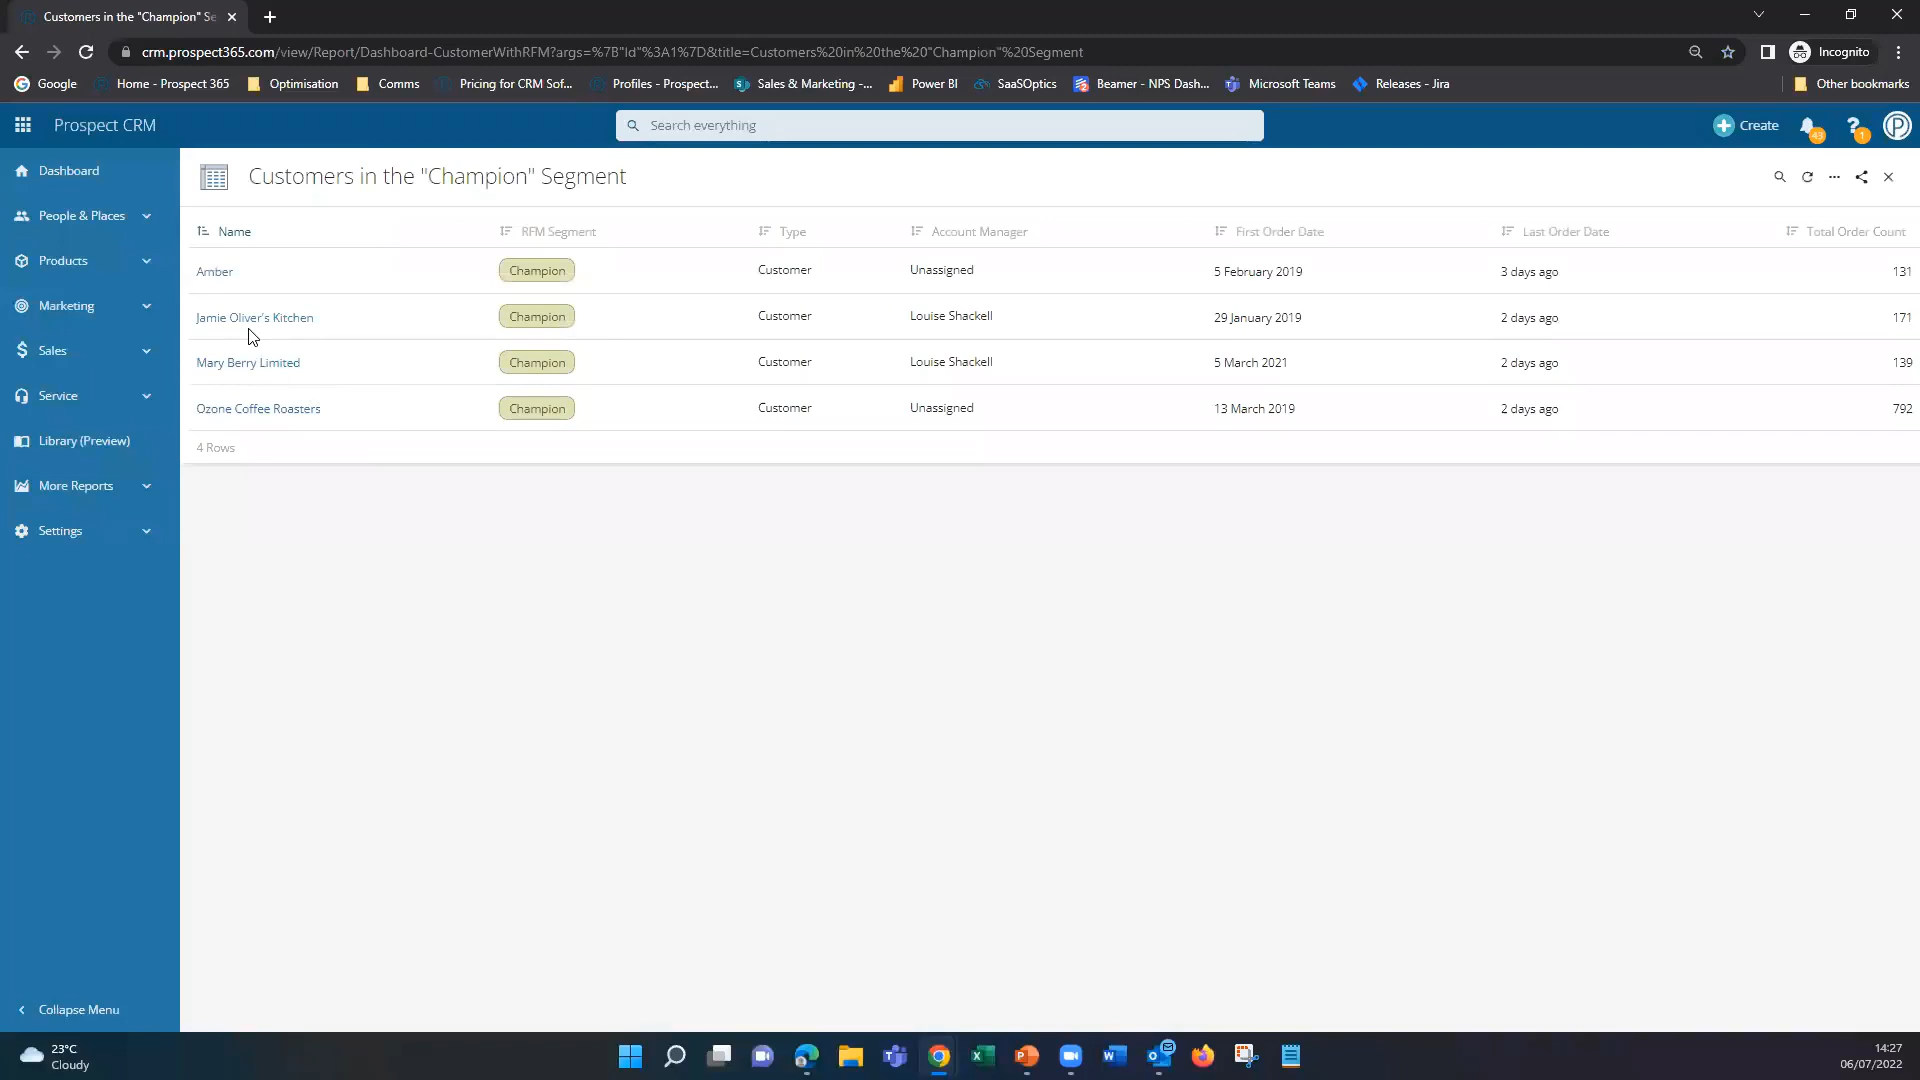 Customers in the "Champion" Se
crm.prospect365.com/view/Report/Dashboard-CustomerWithRFM?args=%7B"Id"%3A1%7D&title=Customers%20in%20the%20"Champion"%20Segment
Incognito
Google Home - Prospect 365 Optimisation Comms Pricing for CRM Sof... Profiles - Prospect... Sales & Marketing -... Power BI SaaSOptics Beamer - NPS Dash... Microsoft Teams Releases - Jira Other bookmarks
Prospect CRM
Search everything
Create
43
1
Dashboard
People & Places
Products
Marketing
Sales
Service
Library (Preview)
More Reports
Settings
Collapse Menu
Customers in the "Champion" Segment
Name RFM Segment Type Account Manager First Order Date Last Order Date Total Order Count
Amber Champion Customer Unassigned 5 February 2019 3 days ago 131
Jamie Oliver's Kitchen Champion Customer Louise Shackell 29 January 2019 2 days ago 171
Mary Berry Limited Champion Customer Louise Shackell 5 March 2021 2 days ago 139
Ozone Coffee Roasters Champion Customer Unassigned 13 March 2019 2 days ago 792
4 Rows
23°C
Cloudy
14:27
06/07/2022